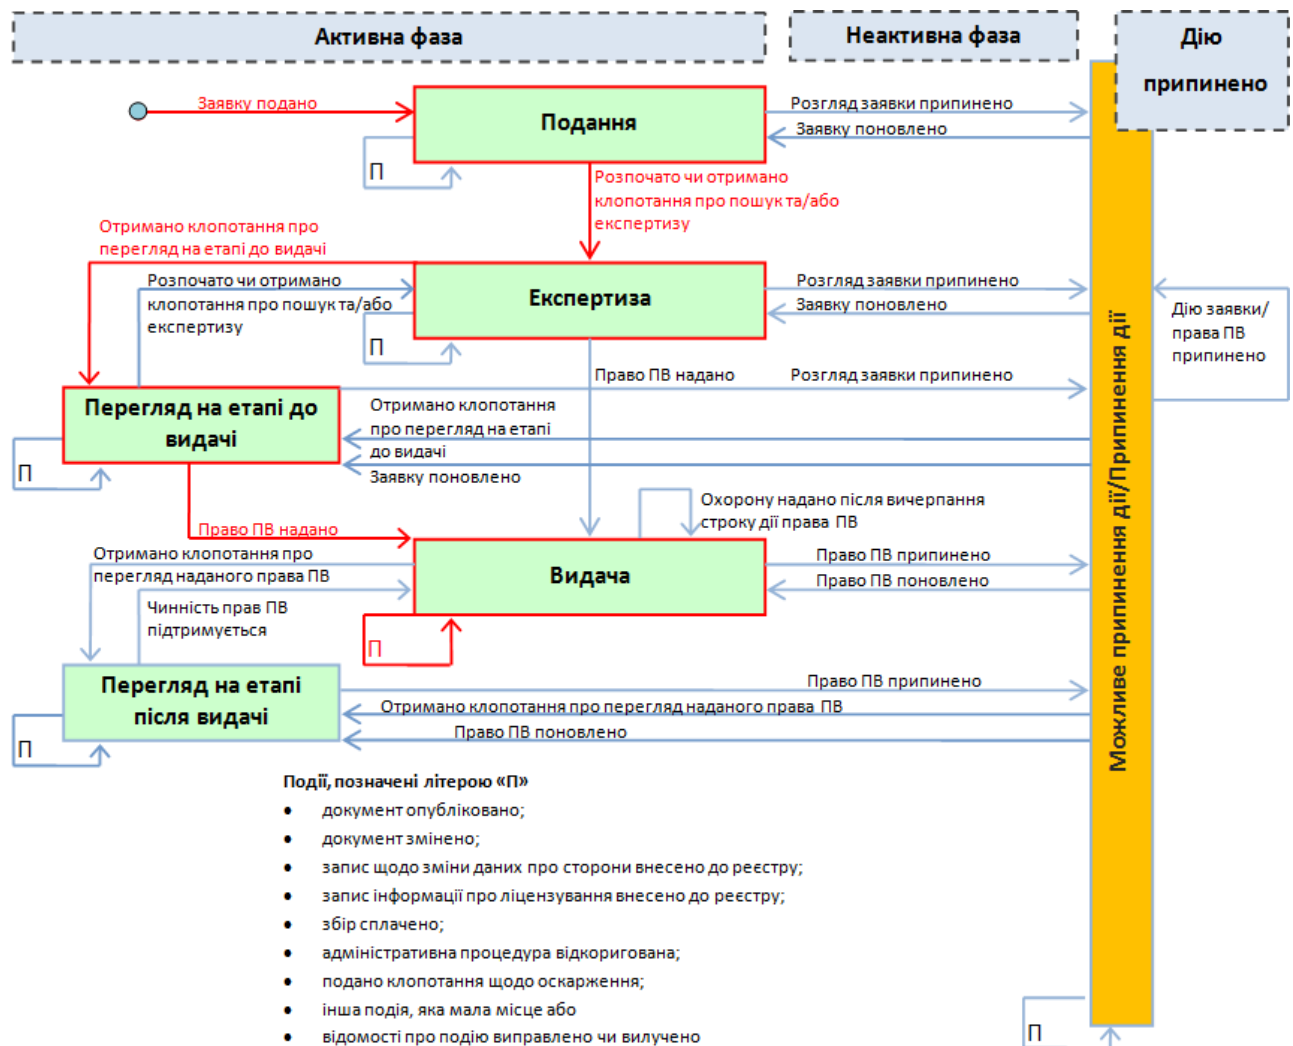 Активна фаза
Неактивна фаза
Дію
припинено
Заявку подано
Подання
Розгляд заявки припинено
Заявку поновлено
П
Розпочато чи отримано
клопотання про пошук та/або
експертизу
Отримано клопотання про
перегляд на етапі до видачі
Розпочато чи отримано
клопотання про пошук та/або
експертизу
Експертиза
Розгляд заявки припинено
Заявку поновлено
П
Дію заявки/
права ПВ
припинено
Право ПВ надано
Розгляд заявки припинено
Перегляд на етапі до
видачі
Отримано клопотання
про перегляд на етапі
до видачі
Заявку поновлено
П
Охорону надано після вичерпання
строку дії права ПВ
Право ПВ надано
Видача
Право ПВ припинено
Право ПВ поновлено
Отримано клопотання про
перегляд наданого права ПВ
Чинність прав ПВ
підтримується
П
Перегляд на етапі
після видачі
Право ПВ припинено
Отримано клопотання про перегляд наданого права ПВ
Право ПВ поновлено
П
Можливе припинення дії/Припинення дії
Події, позначені літерою «П»
• документ опубліковано;
• документ змінено;
• запис щодо зміни даних про сторони внесено до реєстру;
• запис інформації про ліцензування внесено до реєстру;
• збір сплачено;
• адміністративна процедура відкоригована;
• подано клопотання щодо оскарження;
• інша подія, яка мала місце або
• відомості про подію виправлено чи вилучено
П